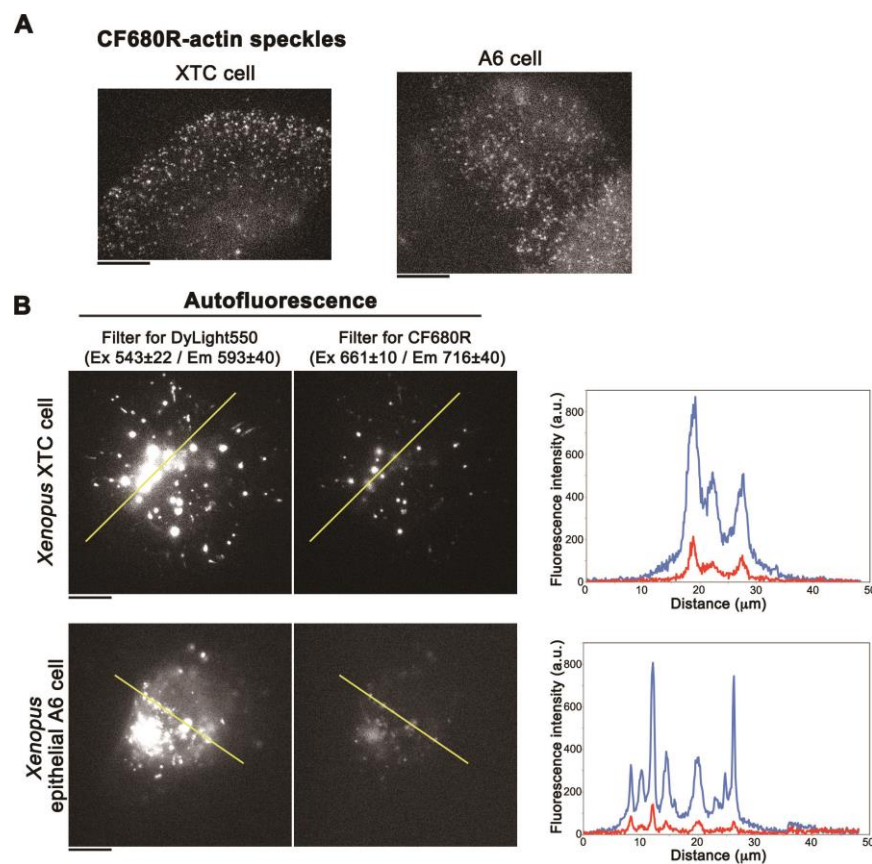 A
CF680R-actin speckles
XTC cell
A6 cell
B
Autofluorescence
Filter for DyLight550
(Ex 543±22 / Em 593±40)
Filter for CF680R
(Ex 661±10 / Em 716±40)
Xenopus XTC cell
Fluorescence intensity (a.u.)
800
600
400
200
0
0
10
20
30
40
50
Distance (μm)
Xenopus
epithelial A6 cell
Fluorescence intensity (a.u.)
800
600
400
200
0
0
10
20
30
40
50
Distance (μm)